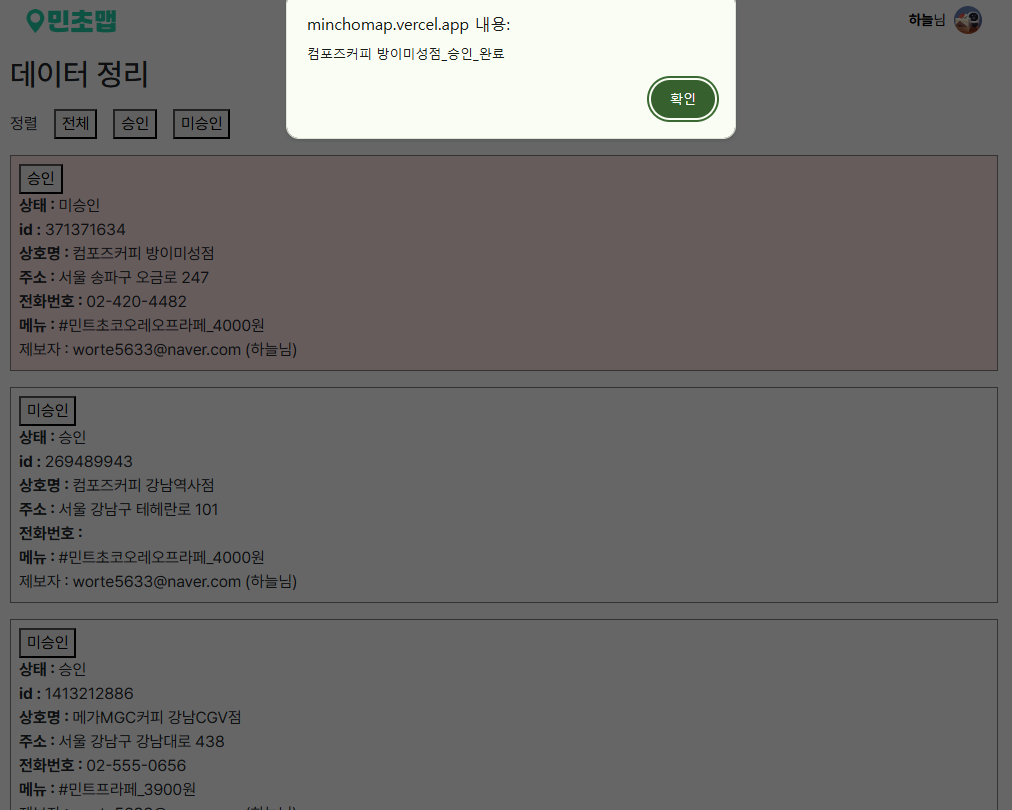 민초맵
하늘님
minchomap.vercel.app 내용:
컴포즈커피 방이미성점_승인_완료
확인
데이터 정리
정렬 전체 승인 미승인
승인
상태 : 미승인
id : 371371634
상호명 : 컴포즈커피 방이미성점
주소 : 서울 송파구 오금로 247
전화번호 : 02-420-4482
메뉴 : #민트초코오레오프라페_4000원
제보자 : worte5633@naver.com (하늘님)
미승인
상태 : 승인
id : 269489943
상호명 : 컴포즈커피 강남역사점
주소 : 서울 강남구 테헤란로 101
전화번호 :
메뉴 : #민트초코오레오프라페_4000원
제보자 : worte5633@naver.com (하늘님)
미승인
상태 : 승인
id : 1413212886
상호명 : 메가MGC커피 강남CGV점
주소 : 서울 강남구 강남대로 438
전화번호 : 02-555-0656
메뉴 : #민트프라페_3900원